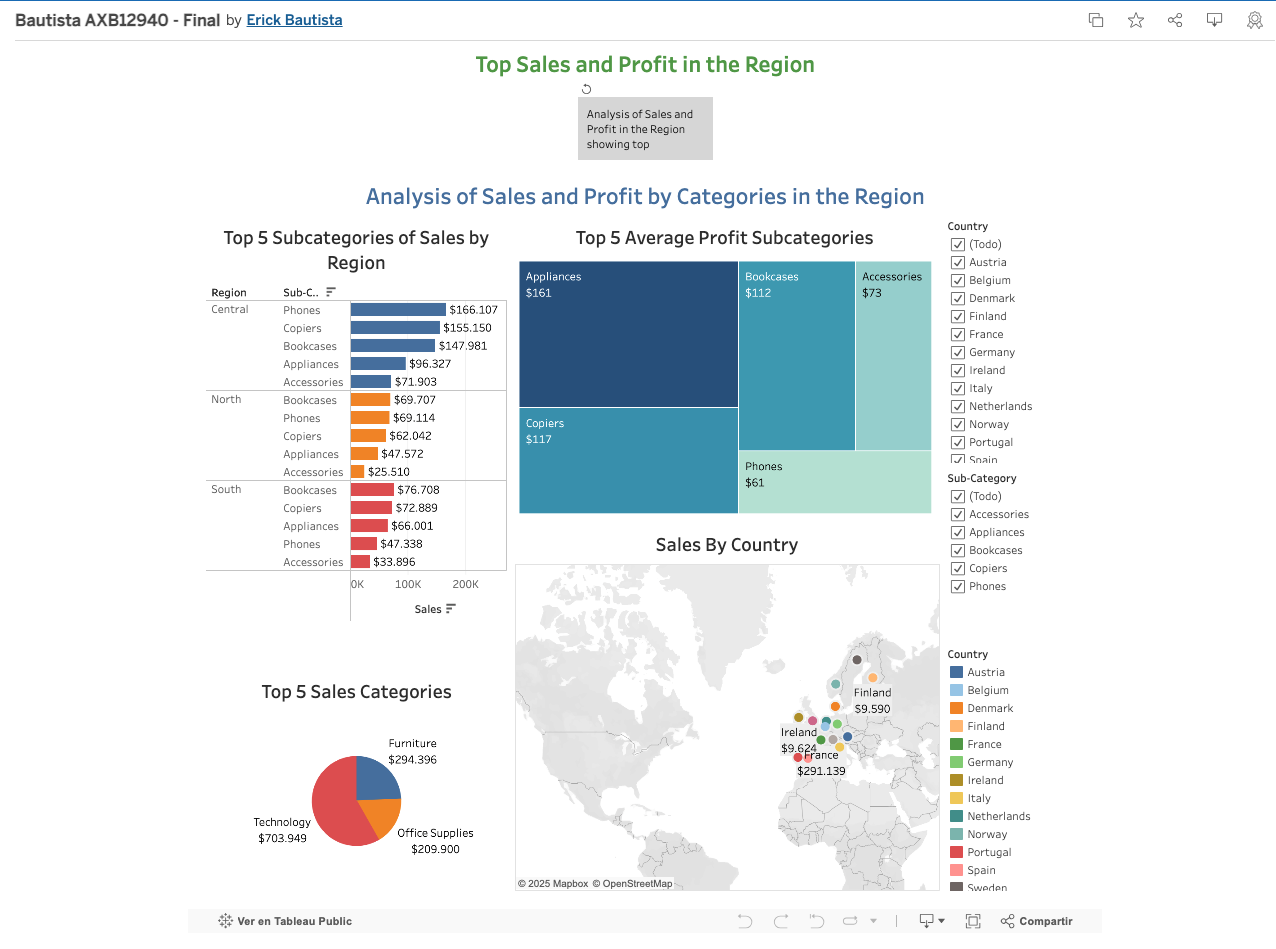 Bautista AXB12940 - Final by Erick Bautista
Top Sales and Profit in the Region
Analysis of Sales and
Profit in the Region
showing top
Analysis of Sales and Profit by Categories in the Region
Top 5 Subcategories of Sales by
Region
Region Sub-C..
Central Phones $166.107
Copiers $155.150
Bookcases $147.981
Appliances $96.327
Accessories $71.903
North Bookcases $69.707
Phones $69.114
Copiers $62.042
Appliances $47.572
Accessories $25.510
South Bookcases $76.708
Copiers $72.889
Appliances $66.001
Phones $47.338
Accessories $33.896
0K 100K 200K
Sales
Top 5 Average Profit Subcategories
Appliances
$161
Copiers
$117
Bookcases
$112
Accessories
$73
Phones
$61
Country
(Todo)
Austria
Belgium
Denmark
Finland
France
Germany
Ireland
Italy
Netherlands
Norway
Portugal
Spain
Sub-Category
(Todo)
Accessories
Appliances
Bookcases
Copiers
Phones
Top 5 Sales Categories
Furniture
$294.396
Technology
$703.949
Office Supplies
$209.900
Sales By Country
Finland
$9.590
Ireland
$9.624
France
$291.139
© 2025 Mapbox © OpenStreetMap
Country
Austria
Belgium
Denmark
Finland
France
Germany
Ireland
Italy
Netherlands
Norway
Portugal
Spain
Sweden
Ver en Tableau Public
Compartir